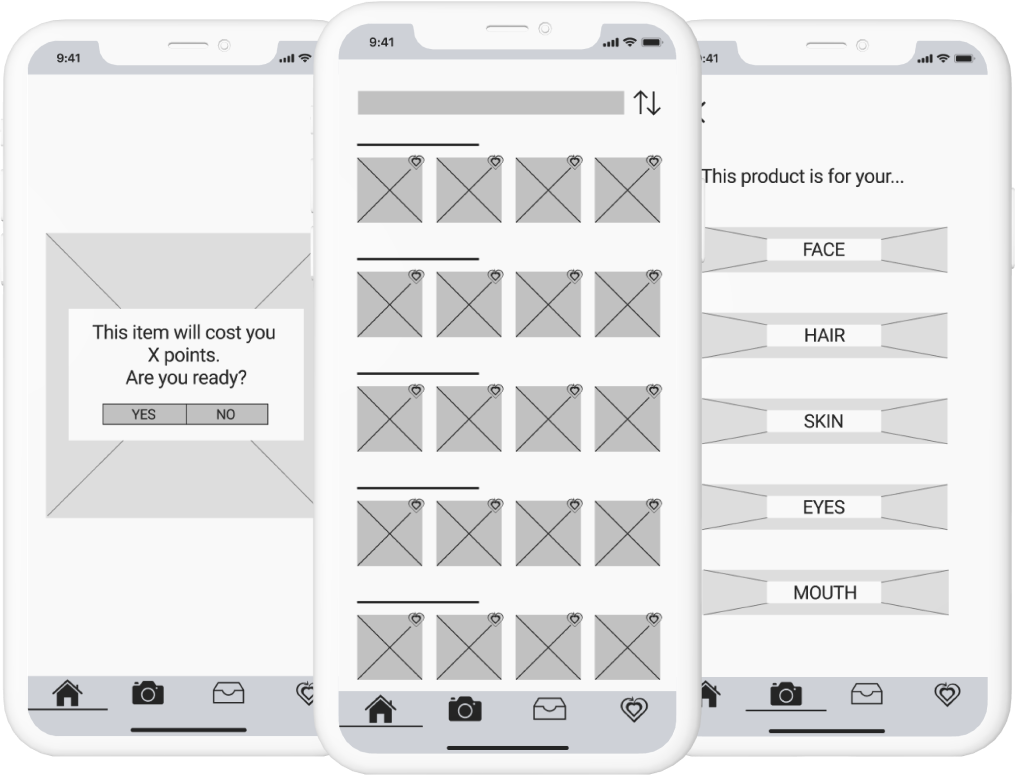 9:41
This item will cost you
X points.
Are you ready?
YES NO
9:41
:41
This product is for your...
FACE
HAIR
SKIN
EYES
MOUTH